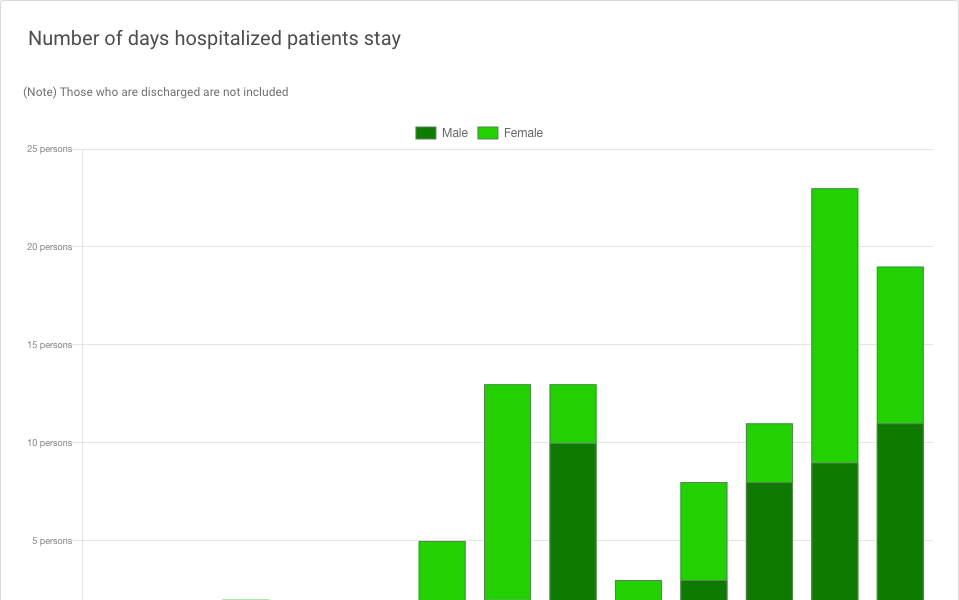 Number of days hospitalized patients stay
(Note) Those who are discharged are not included
Male Female
25 persons
20 persons
15 persons
10 persons
5 persons